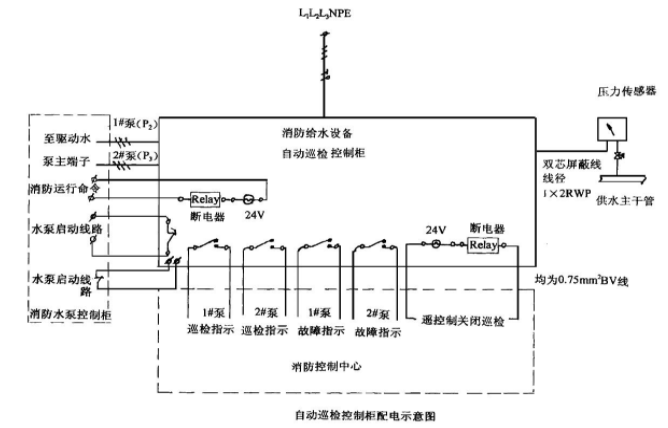 L₁L₂L₃NPE
压力传感器
1#泵(P₂)
至驱动水
消防给水设备
2#泵(P₃)
自动巡检 控制柜
泵主端子
双芯屏蔽线
线径
1×2RWP
供水主干管
消防运行命令
Relay
断电器
24V
水泵启动线路
24V
断电器
Relay
水泵启动线
路
均为0.75mm²BV线
1#泵
巡检指示
2#泵
巡检指示
1#泵
故障指示
2#泵
故障指示
遥控制关闭巡检
消防水泵控制柜
消防控制中心
自动巡检控制柜配电示意图